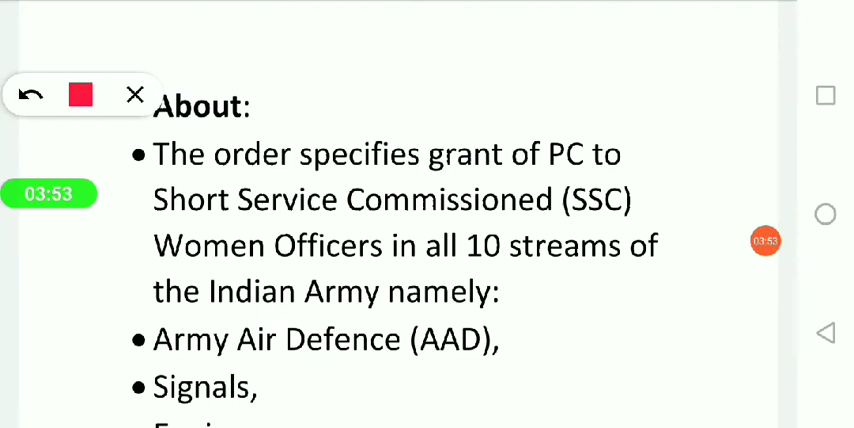 About:
• The order specifies grant of PC to
Short Service Commissioned (SSC)
Women Officers in all 10 streams of
the Indian Army namely:
• Army Air Defence (AAD),
• Signals,
03:53
03:53